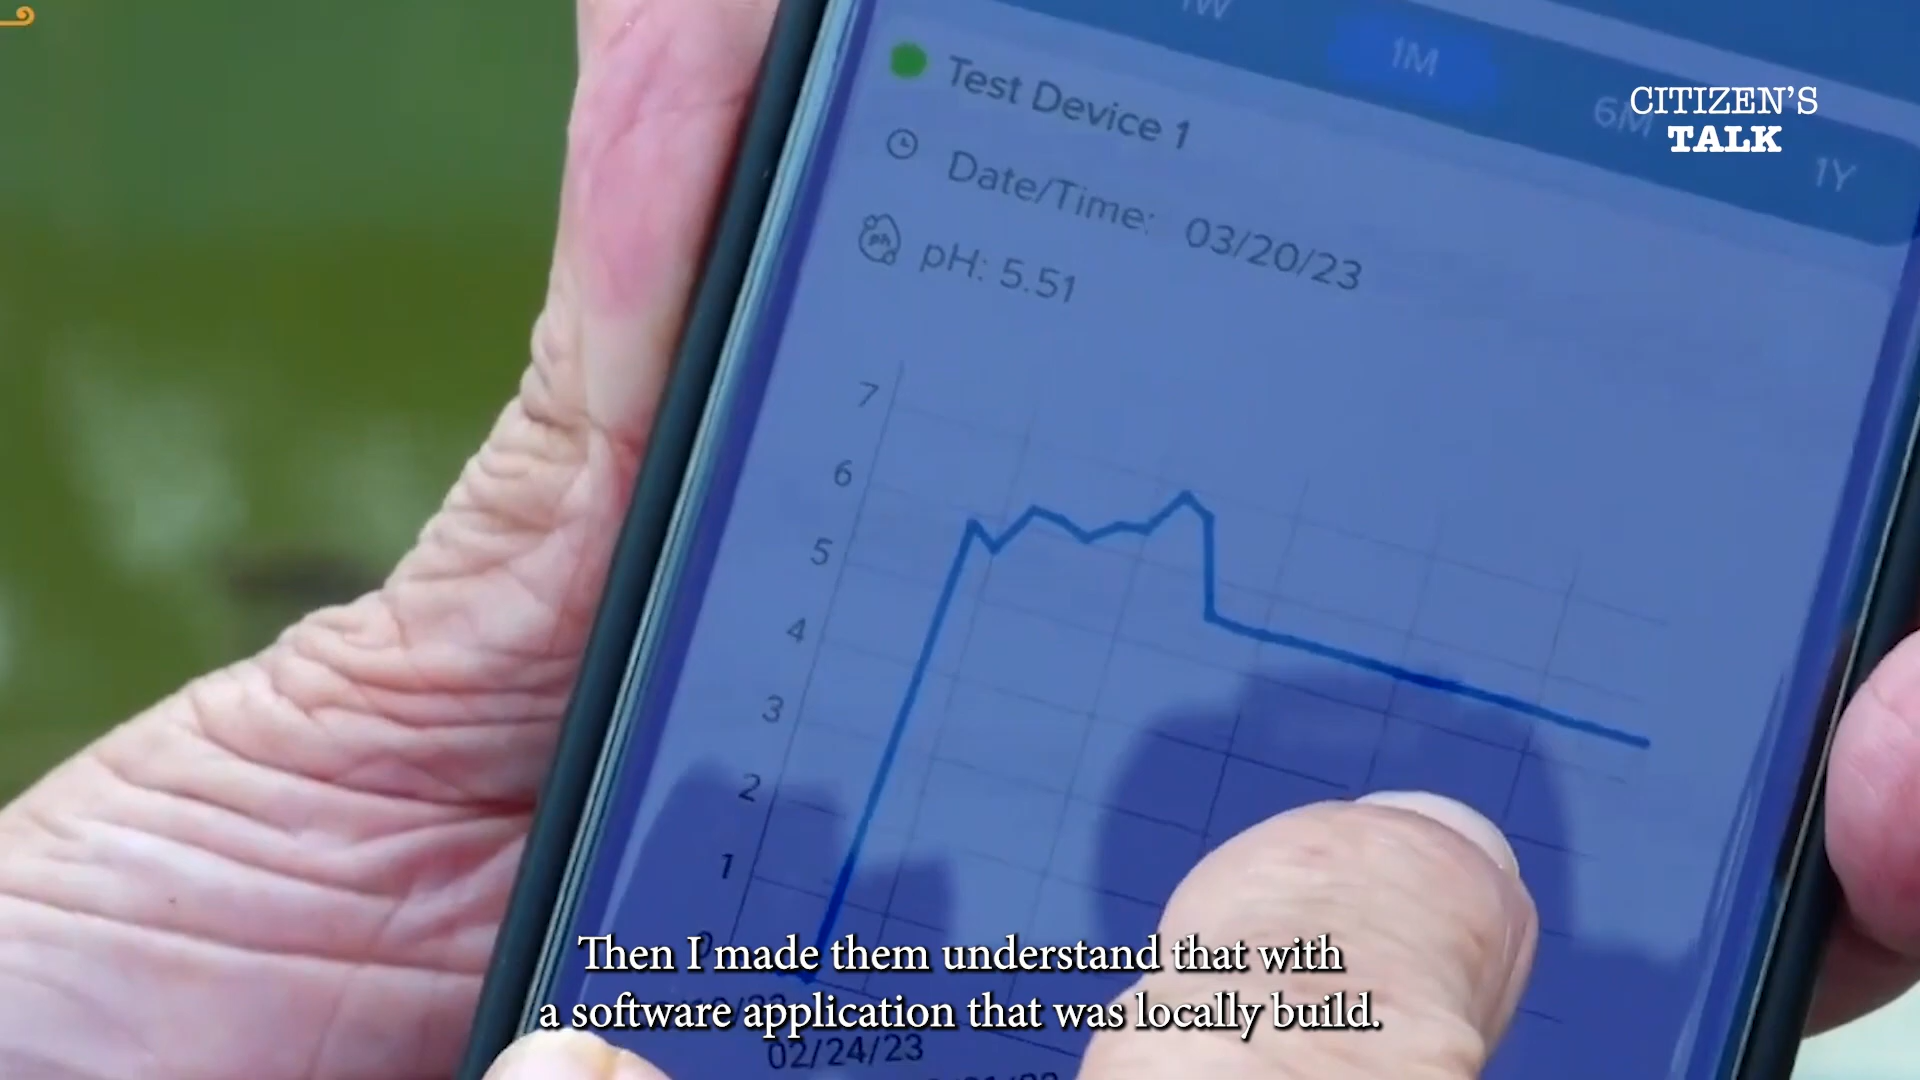 1W
1M
6M
1Y
CITIZEN'S
TALK
Test Device 1
Date/Time: 03/20/23
pH
pH: 5.51
7
6
5
4
3
2
1
Then I made them understand that with
a software application that was locally build.
02/24/23